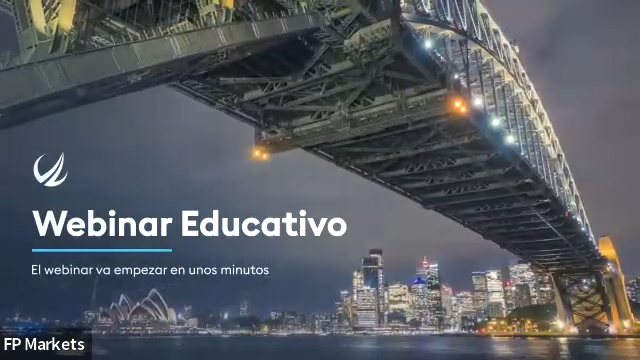 Webinar Educativo
El webinar va empezar en unos minutos
FP Markets